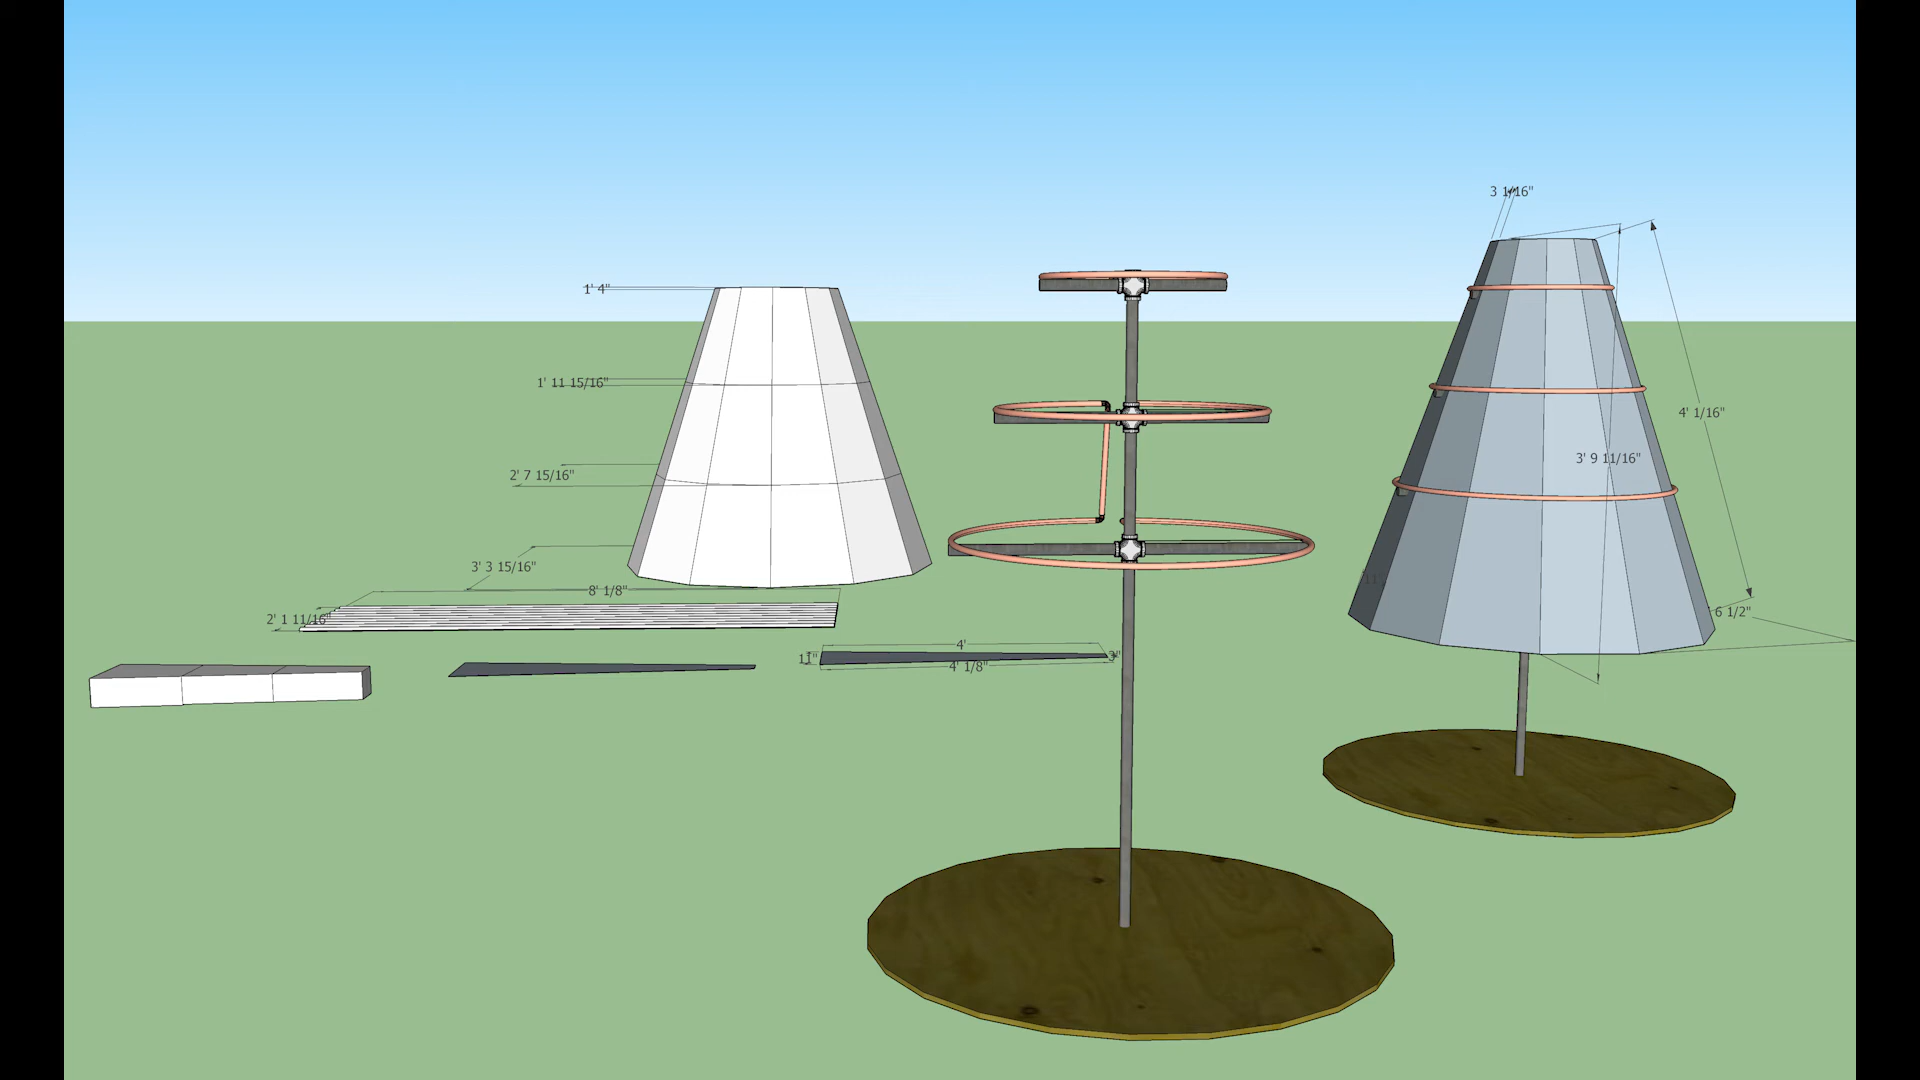 3 1/16"
1' 4"
1' 11 15/16"
4' 1/16"
3' 9 11/16"
2' 7 15/16"
3' 3 15/16"
11"
8' 1/8"
6 1/2"
2' 1 11/16"
4'
11"
3"
4' 1/8"